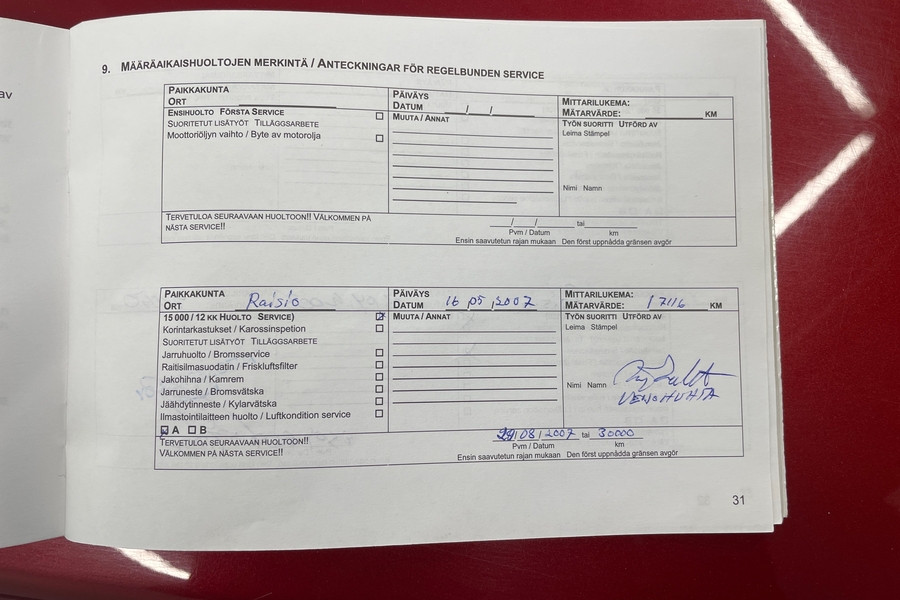 av
9. MÄÄRÄAIKAISHUOLTOJEN MERKINTÄ / ANTECKNINGAR FÖR REGELBUNDEN SERVICE
PAIKKAKUNTA
ORT
PÄIVÄYS
DATUM / /
MITTARILUKEMA:
MÄTARVÄRDE: KM
ENSIHUOLTO FÖRSTA SERVICE
SUORITETUT LISÄTYÖT TILLÄGGSARBETE
Moottoriöljyn vaihto / Byte av motorolja
MUUTA / ANNAT
TYÖN SUORITTI UTFÖRD AV
Leima Stämpel
Nimi Namn
TERVETULOA SEURAAVAAN HUOLTOON!! VÄLKOMMEN PÅ
NÄSTA SERVICE!!
/ / tai
Pvm / Datum km
Ensin saavutetun rajan mukaan Den först uppnådda gränsen avgör
PAIKKAKUNTA
ORT Raisio
PÄIVÄYS
DATUM 16 / 05 / 2007
MITTARILUKEMA:
MÄTARVÄRDE: 17116 KM
15 000 / 12 KK HUOLTO SERVICE)
Korintarkastukset / Karossinspetion
SUORITETUT LISÄTYÖT TILLÄGGSARBETE
Jarruhuolto / Bromsservice
Raitisilmasuodatin / Friskluftsfilter
Jakohihna / Kamrem
Jarruneste / Bromsvätska
Jäähdytinneste / Kylarvätska
Ilmastointilaitteen huolto / Luftkondition service
A B
MUUTA / ANNAT
TYÖN SUORITTI UTFÖRD AV
Leima Stämpel
Nimi Namn
TERVETULOA SEURAAVAAN HUOLTOON!!
VÄLKOMMEN PÅ NÄSTA SERVICE!!
/ 08 / 2007 tai 30000
Pvm / Datum km
Ensin saavutetun rajan mukaan Den först uppnådda gränsen avgör
31